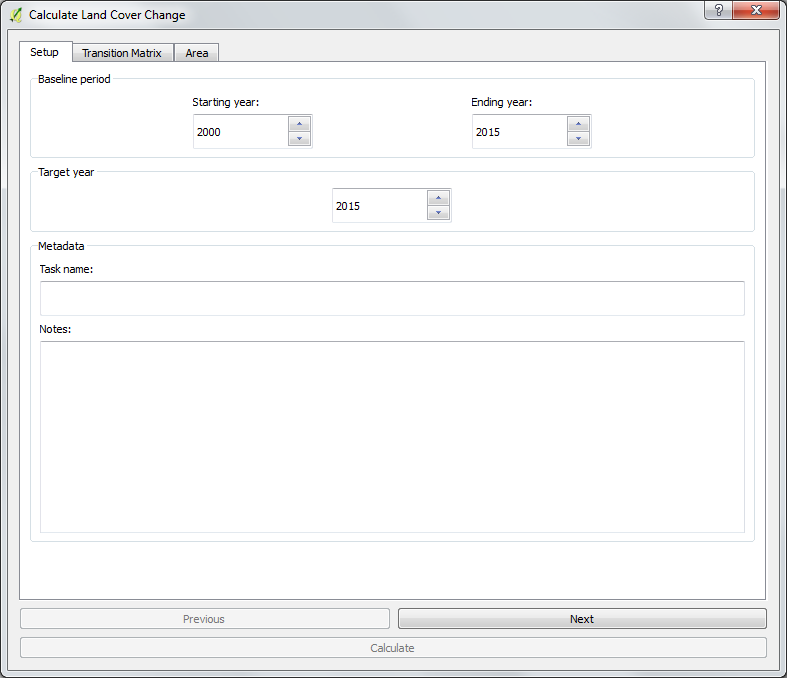 Calculate Land Cover Change
?
Setup Transition Matrix Area
Baseline period
Starting year: Ending year:
2000 2015
Target year
2015
Metadata
Task name:
Notes:
Previous Next
Calculate